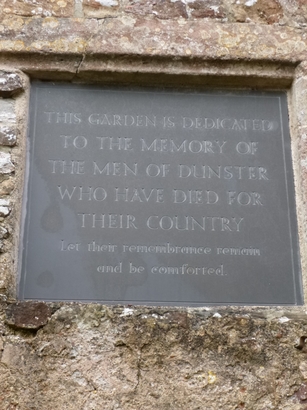 THIS GARDEN IS DEDICATED
TO THE MEMORY OF
THE MEN OF DUNSTER
WHO HAVE DIED FOR
THEIR COUNTRY
Let their remembrance remain
and be comforted.